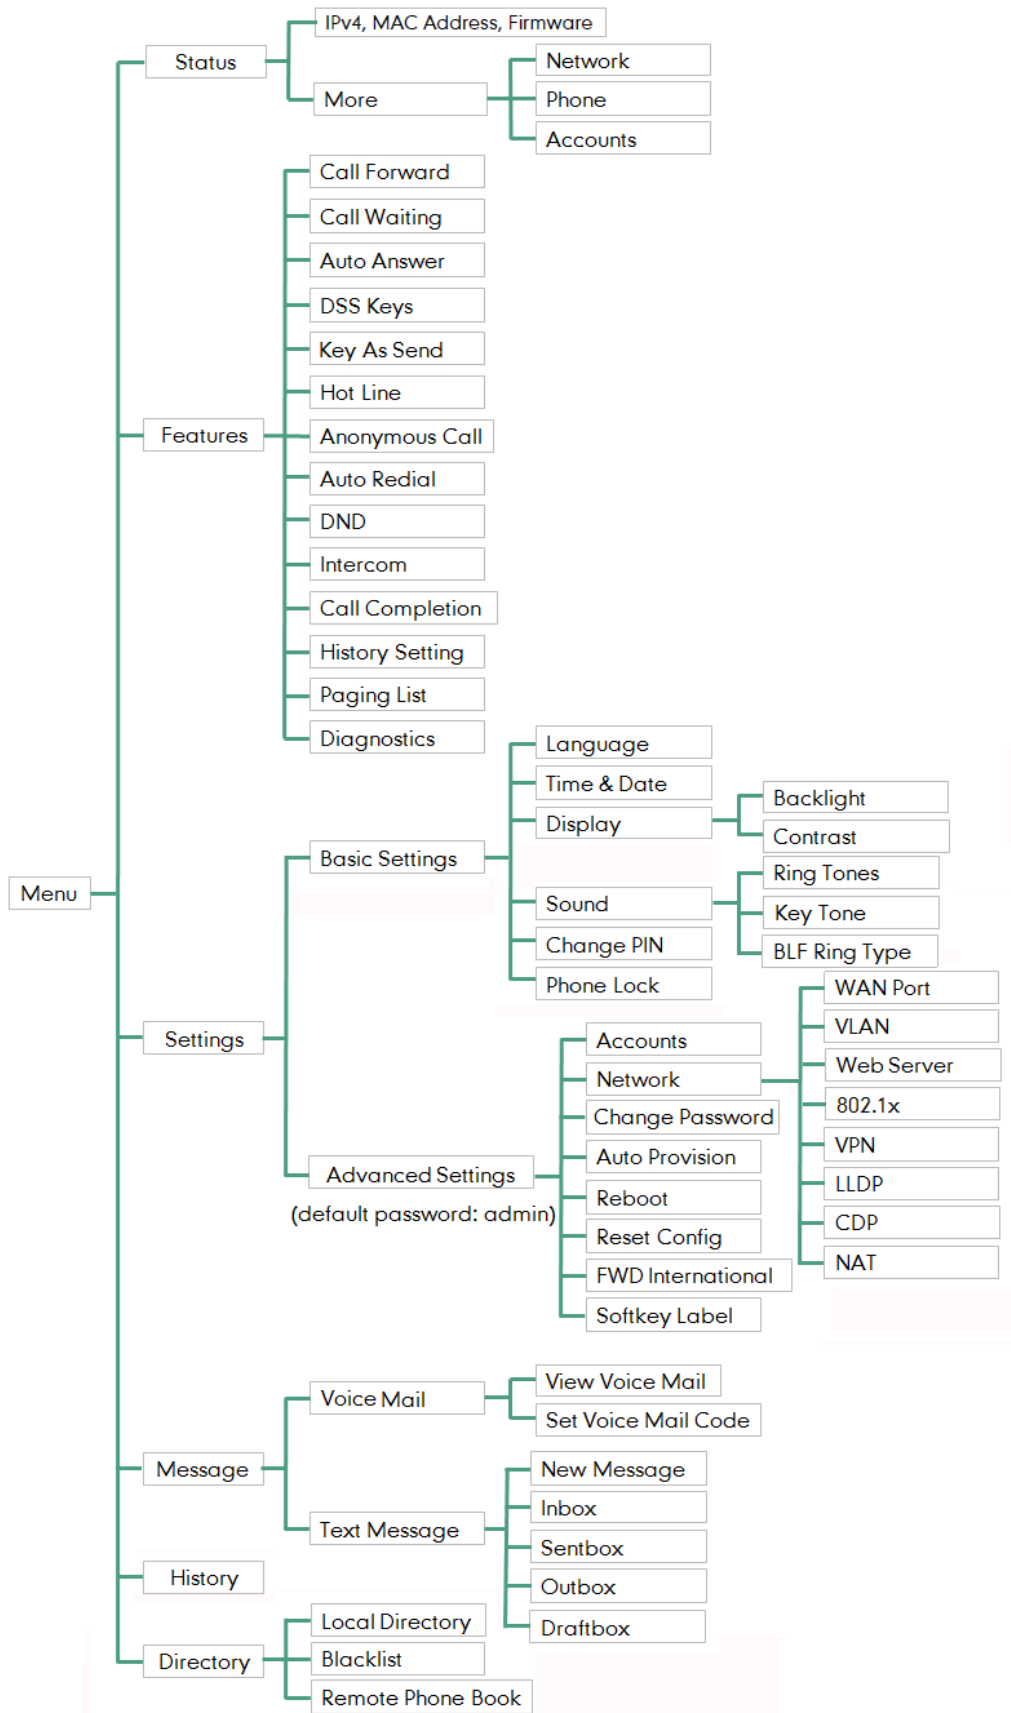 Menu
Status
IPv4, MAC Address, Firmware
More
Network
Phone
Accounts
Features
Call Forward
Call Waiting
Auto Answer
DSS Keys
Key As Send
Hot Line
Anonymous Call
Auto Redial
DND
Intercom
Call Completion
History Setting
Paging List
Diagnostics
Settings
Basic Settings
Language
Time & Date
Display
Backlight
Contrast
Sound
Ring Tones
Key Tone
BLF Ring Type
Change PIN
Phone Lock
Advanced Settings
(default password: admin)
Accounts
Network
WAN Port
VLAN
Web Server
802.1x
VPN
LLDP
CDP
NAT
Change Password
Auto Provision
Reboot
Reset Config
FWD International
Softkey Label
Message
Voice Mail
View Voice Mail
Set Voice Mail Code
Text Message
New Message
Inbox
Sentbox
Outbox
Draftbox
History
Directory
Local Directory
Blacklist
Remote Phone Book